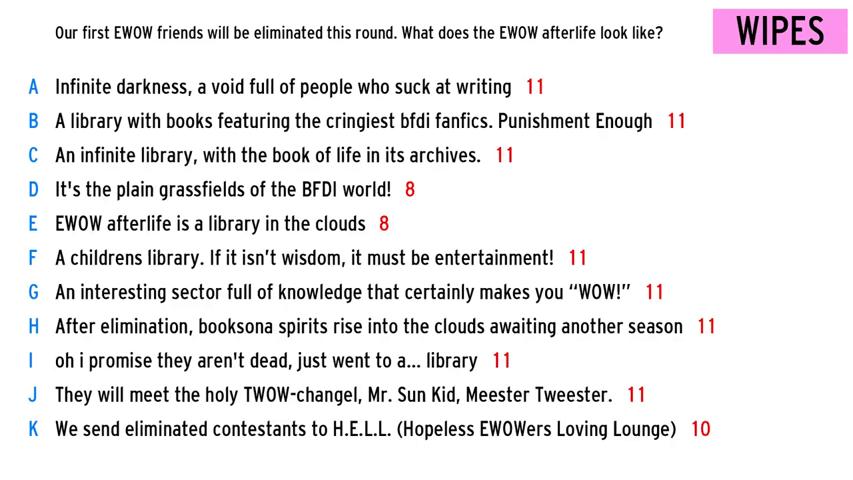 Our first EWOW friends will be eliminated this round. What does the EWOW afterlife look like?
WIPES
A Infinite darkness, a void full of people who suck at writing 11
B A library with books featuring the cringiest bfdi fanfics. Punishment Enough 11
C An infinite library, with the book of life in its archives. 11
D It's the plain grassfields of the BFDI world! 8
E EWOW afterlife is a library in the clouds 8
F A childrens library. If it isn’t wisdom, it must be entertainment! 11
G An interesting sector full of knowledge that certainly makes you “WOW!” 11
H After elimination, booksona spirits rise into the clouds awaiting another season 11
I oh i promise they aren't dead, just went to a... library 11
J They will meet the holy TWOW-changel, Mr. Sun Kid, Meester Tweester. 11
K We send eliminated contestants to H.E.L.L. (Hopeless EWOWers Loving Lounge) 10